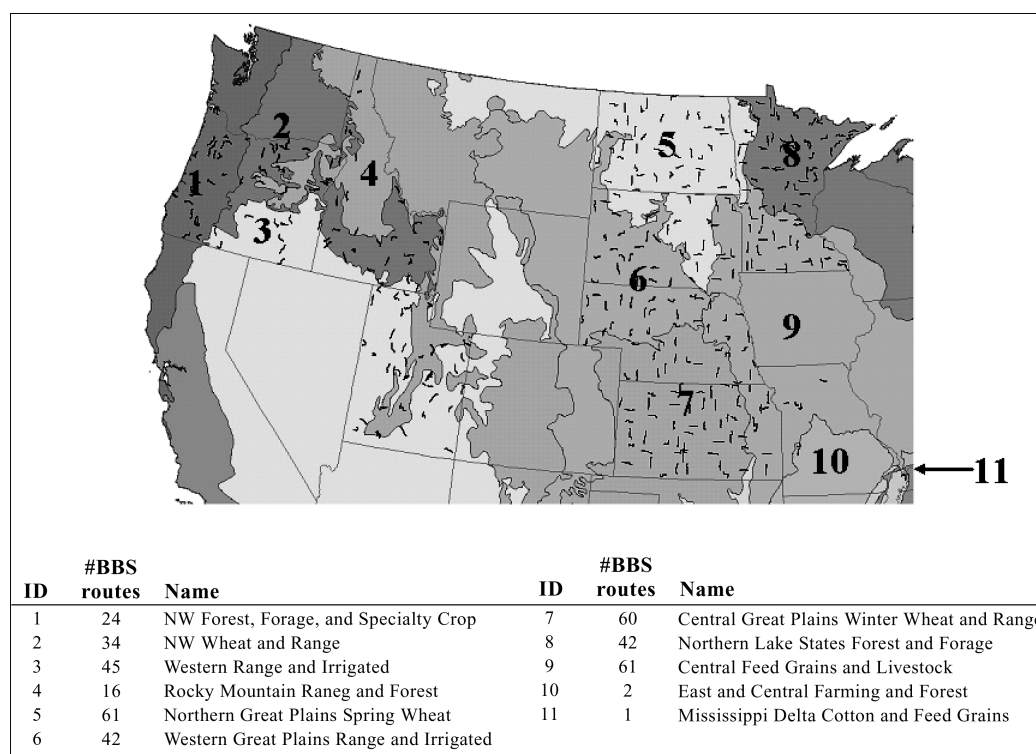 2
5
8
1
4
3
6
9
7
10
11
#BBS #BBS
ID routes Name ID routes Name
1 24 NW Forest, Forage, and Specialty Crop 7 60 Central Great Plains Winter Wheat and Range
2 34 NW Wheat and Range 8 42 Northern Lake States Forest and Forage
3 45 Western Range and Irrigated 9 61 Central Feed Grains and Livestock
4 16 Rocky Mountain Raneg and Forest 10 2 East and Central Farming and Forest
5 61 Northern Great Plains Spring Wheat 11 1 Mississippi Delta Cotton and Feed Grains
6 42 Western Great Plains Range and Irrigated